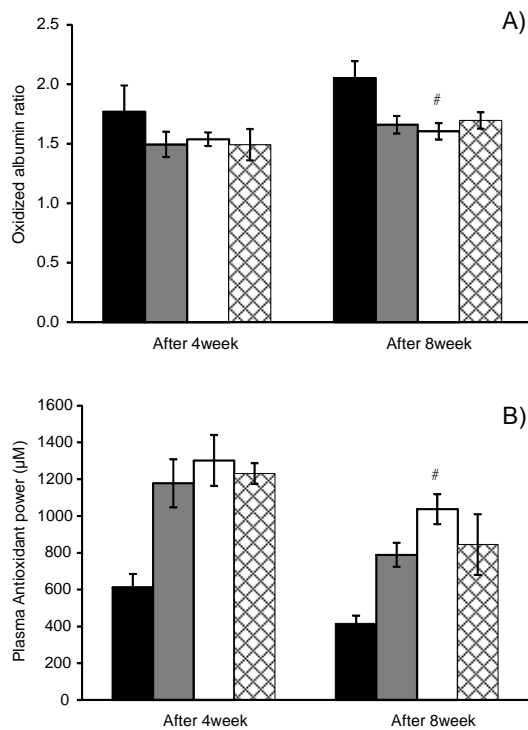 A)
Oxidized albumin ratio
2.5
2.0
#
1.5
1.0
0.5
0.0
After 4week After 8week
B)
Plasma Antioxidant power (μM)
1600
1400
1200
#
1000
800
600
400
200
0
After 4week After 8week